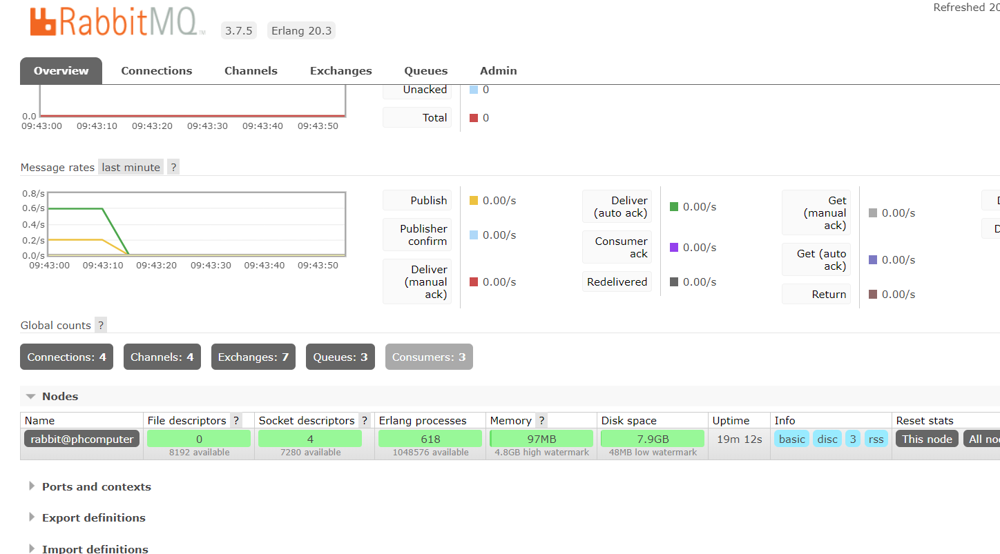 RabbitMQ TM 3.7.5 Erlang 20.3
Refreshed 20
Overview Connections Channels Exchanges Queues Admin
Unacked 0
0.0
Total 0
09:43:00 09:43:10 09:43:20 09:43:30 09:43:40 09:43:50
Message rates last minute ?
0.8/s
0.6/s
0.4/s
0.2/s
0.0/s
09:43:00 09:43:10 09:43:20 09:43:30 09:43:40 09:43:50
Publish 0.00/s
Publisher
confirm 0.00/s
Deliver
(manual
ack) 0.00/s
Deliver
(auto ack) 0.00/s
Consumer
ack 0.00/s
Redelivered 0.00/s
Get
(manual
ack) 0.00/s
Get (auto
ack) 0.00/s
Return 0.00/s
D
D
Global counts ?
Connections: 4 Channels: 4 Exchanges: 7 Queues: 3 Consumers: 3
Nodes
Name File descriptors ? Socket descriptors ? Erlang processes Memory ? Disk space Uptime Info Reset stats
rabbit@phcomputer 0 4 618 97MB 7.9GB 19m 12s basic disc 3 rss This node All no
8192 available 7280 available 1048576 available 4.8GB high watermark 48MB low watermark
Ports and contexts
Export definitions
Import definitions